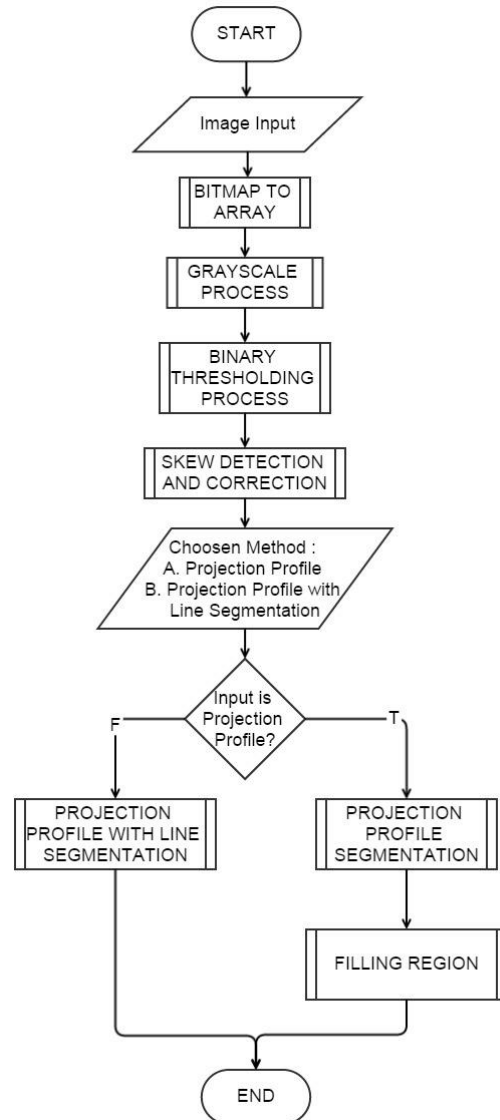 START
Image Input
BITMAP TO
ARRAY
GRAYSCALE
PROCESS
BINARY
THRESHOLDING
PROCESS
SKEW DETECTION
AND CORRECTION
Choosen Method :
A. Projection Profile
B. Projection Profile with
Line Segmentation
Input is
Projection
Profile?
F
T
PROJECTION
PROFILE WITH LINE
SEGMENTATION
PROJECTION
PROFILE
SEGMENTATION
FILLING REGION
END